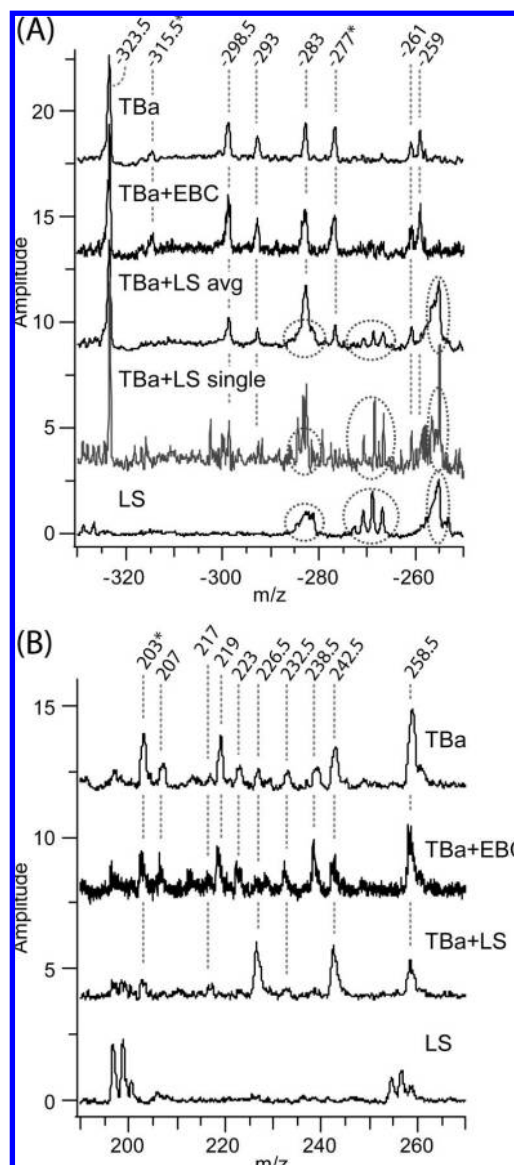 (A)
-323.5
-315.5*
-298.5
-293
-283
-277*
-261
-259
TBa
TBa+EBC
TBa+LS avg
TBa+LS single
LS
Amplitude
20
15
10
5
0
-320
-300
-280
-260
m/z
(B)
203*
207
217
219
223
226.5
232.5
238.5
242.5
258.5
TBa
TBa+EBC
TBa+LS
LS
Amplitude
15
10
5
0
200
220
240
260
m/z